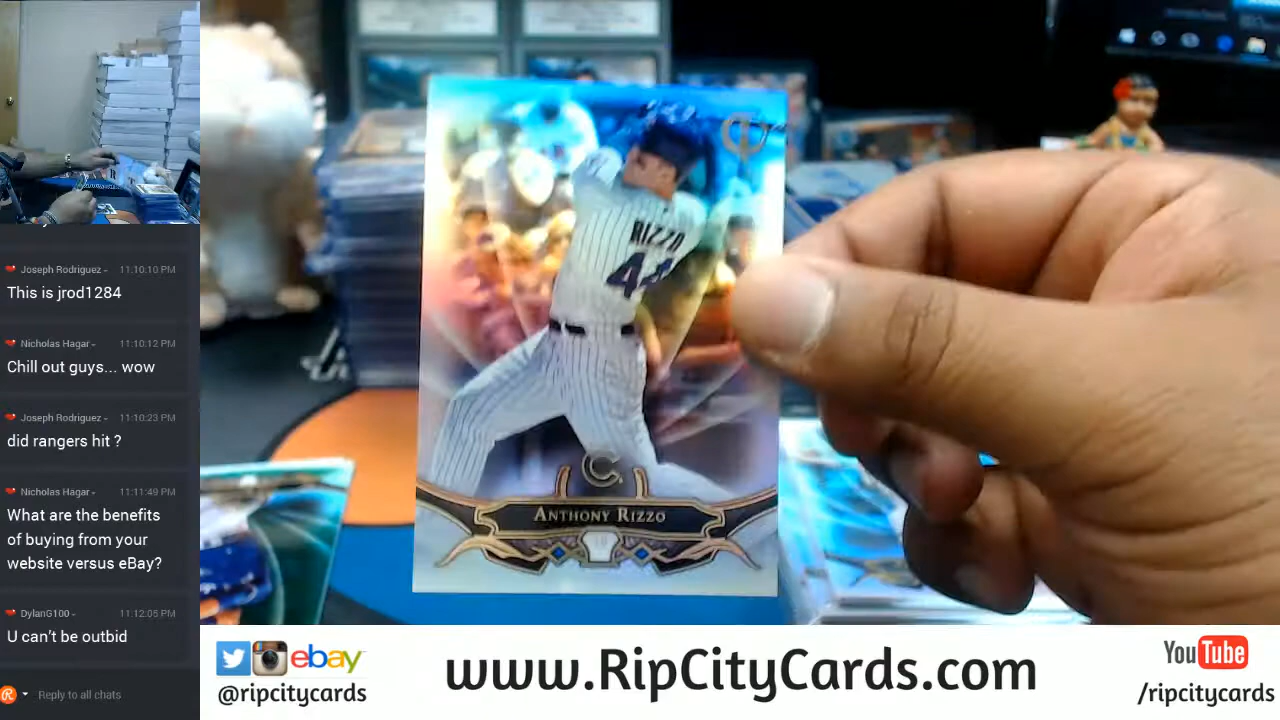 Joseph Rodriguez - 11:10:10 PM
This is jrod1284
Nicholas Hagar - 11:10:12 PM
Chill out guys... wow
Joseph Rodriguez - 11:10:23 PM
did rangers hit ?
Nicholas Hagar - 11:11:49 PM
What are the benefits
of buying from your
website versus eBay?
DylanG100 - 11:12:05 PM
U can't be outbid
Reply to all chats
RIZZO
44
C
ANTHONY RIZZO
ebay
@ripcitycards
www.RipCityCards.com
YouTube
/ripcitycards